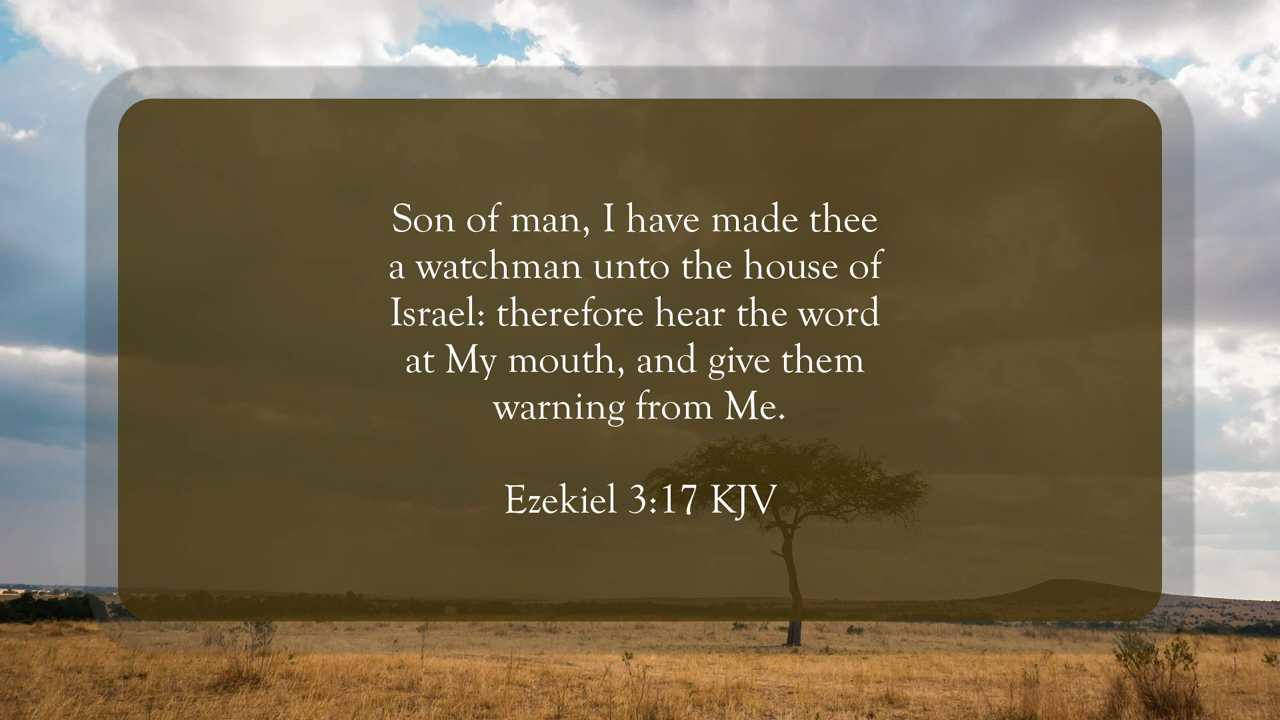 Son of man, I have made thee
a watchman unto the house of
Israel: therefore hear the word
at My mouth, and give them
warning from Me.
Ezekiel 3:17 KJV